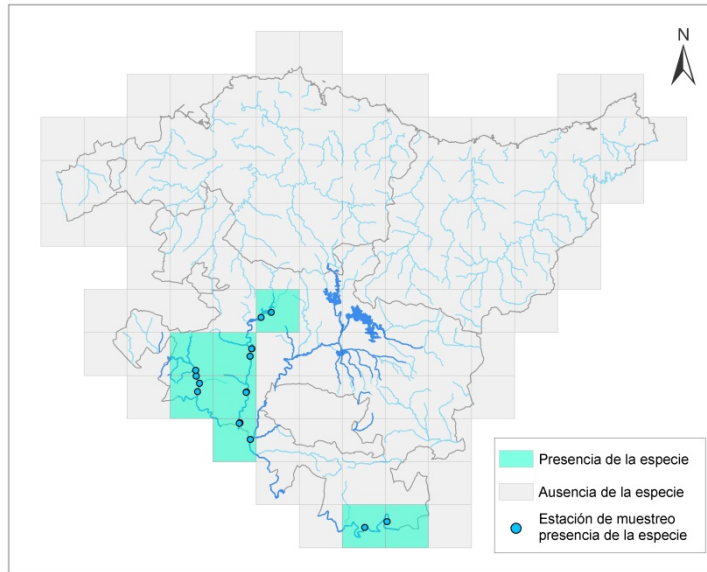 N
Presencia de la especie
Ausencia de la especie
Estación de muestreo
presencia de la especie